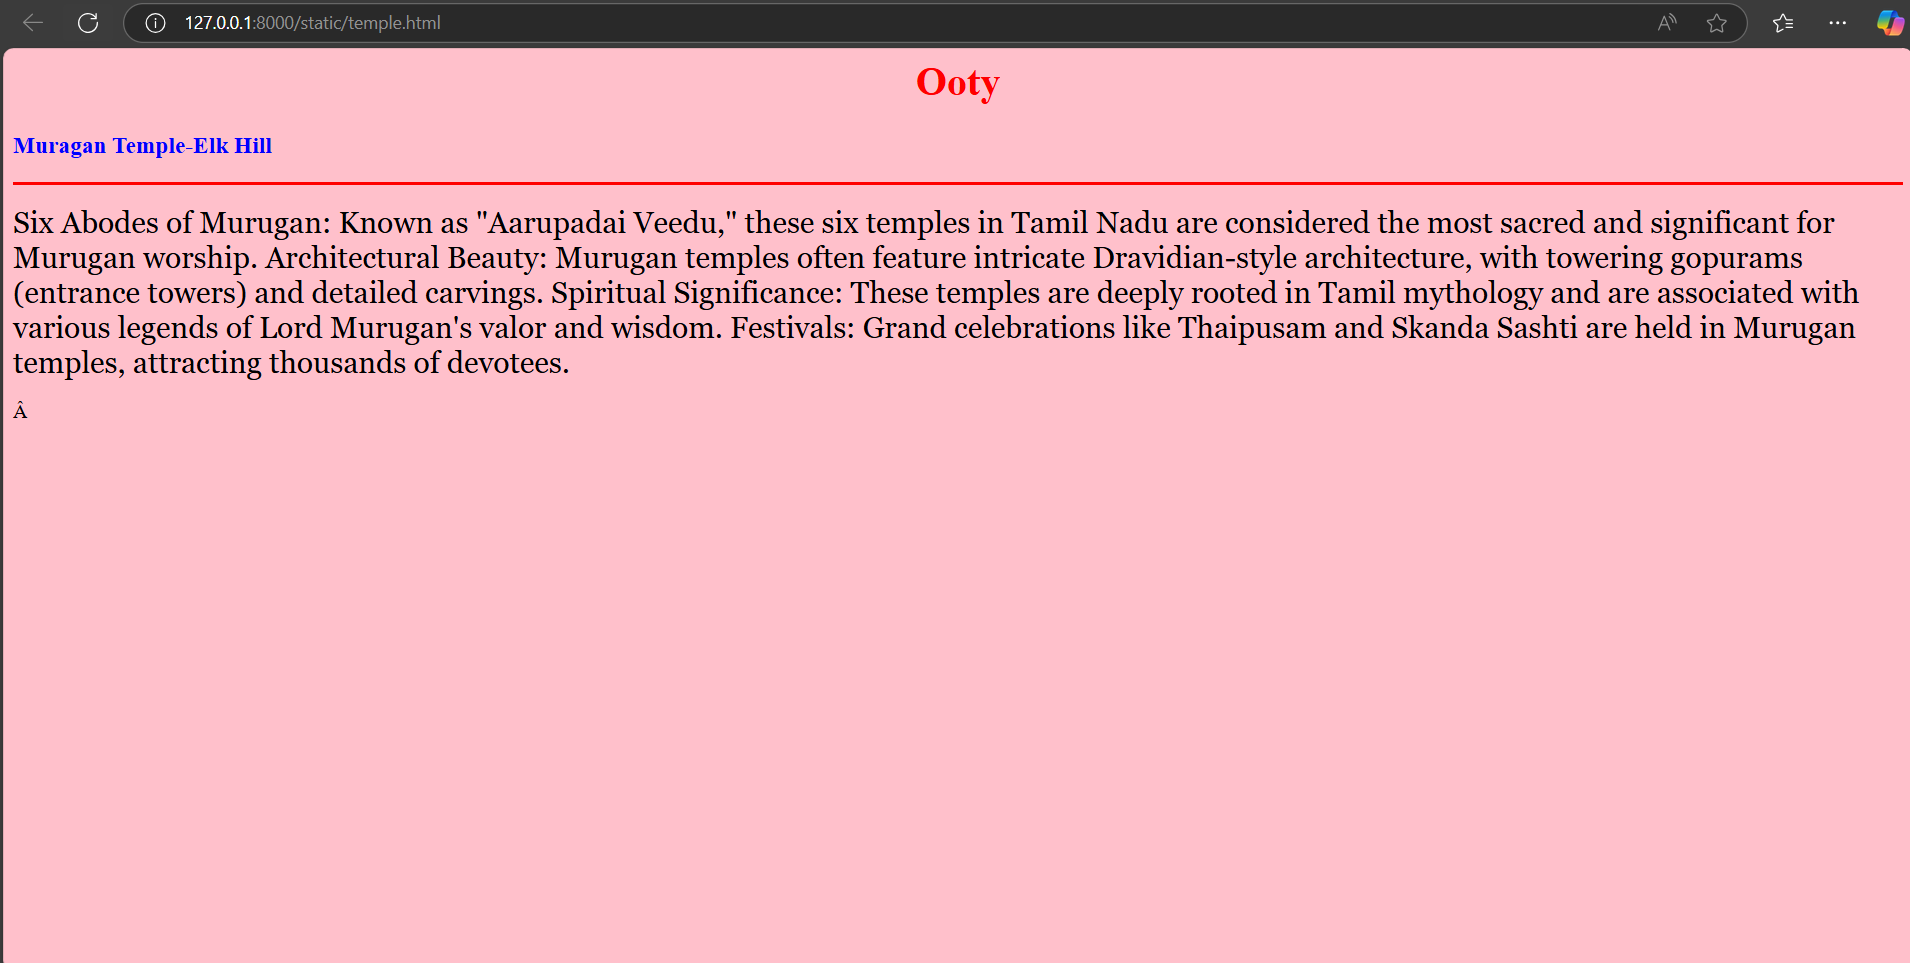 127.0.0.1:8000/static/temple.html
Ooty
Muragan Temple-Elk Hill
Six Abodes of Murugan: Known as "Aarupadai Veedu," these six temples in Tamil Nadu are considered the most sacred and significant for
Murugan worship. Architectural Beauty: Murugan temples often feature intricate Dravidian-style architecture, with towering gopurams
(entrance towers) and detailed carvings. Spiritual Significance: These temples are deeply rooted in Tamil mythology and are associated with
various legends of Lord Murugan's valor and wisdom. Festivals: Grand celebrations like Thaipusam and Skanda Sashti are held in Murugan
temples, attracting thousands of devotees.
Â